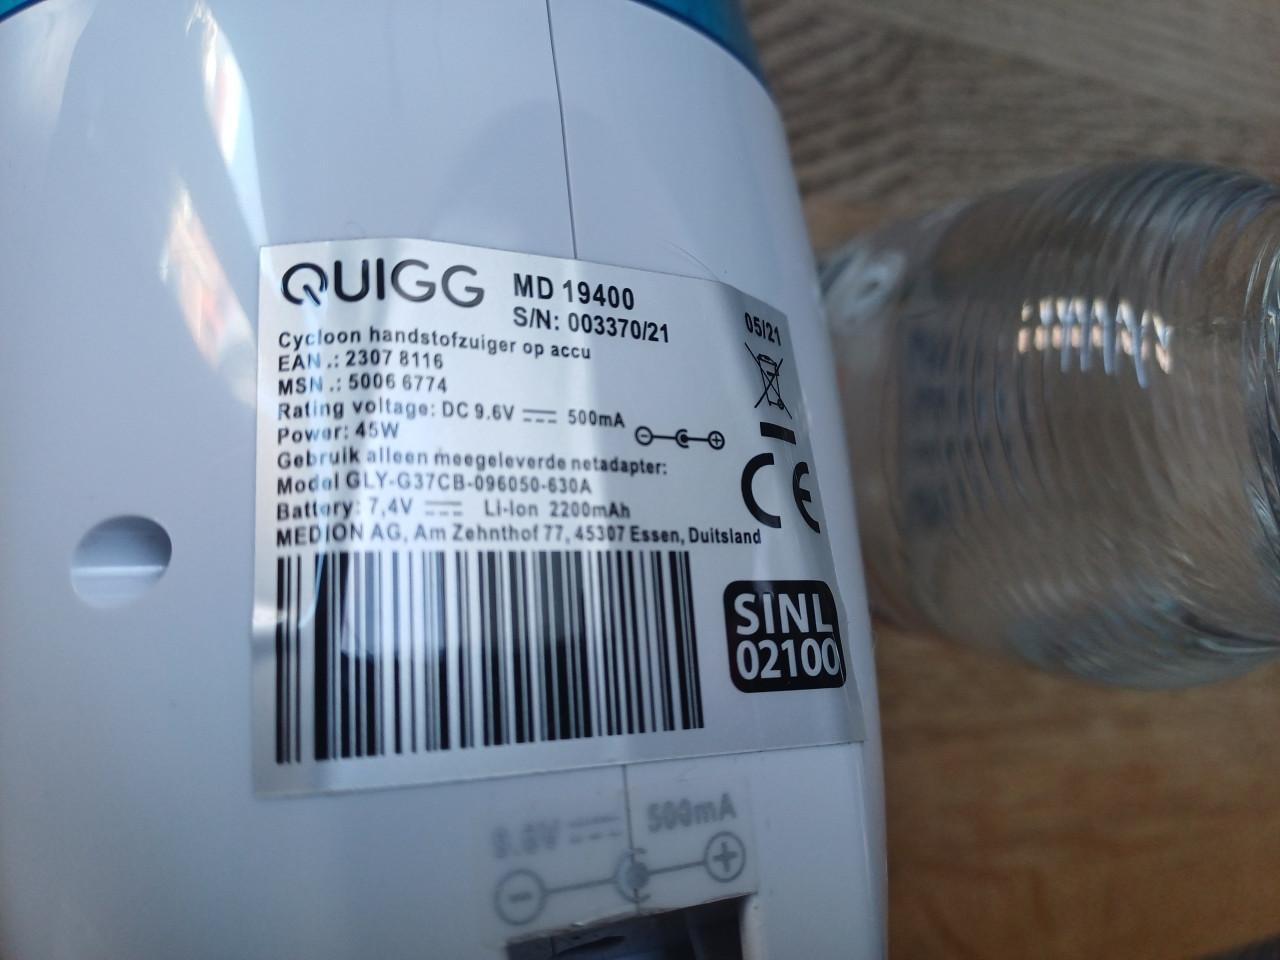 QUIGG MD 19400
S/N: 003370/21
05/21
Cycloon handstofzuiger op accu
EAN .: 2307 8116
MSN .: 5006 6774
Rating voltage: DC 9.6V 500mA
Power: 45W
Gebruik alleen meegeleverde netadapter:
Model GLY-G37CB-096050-630A
Battery: 7,4V Li-Ion 2200mAh
MEDION AG, Am Zehnthof 77, 45307 Essen, Duitsland
CE
SINL
02100
9.6V 500mA